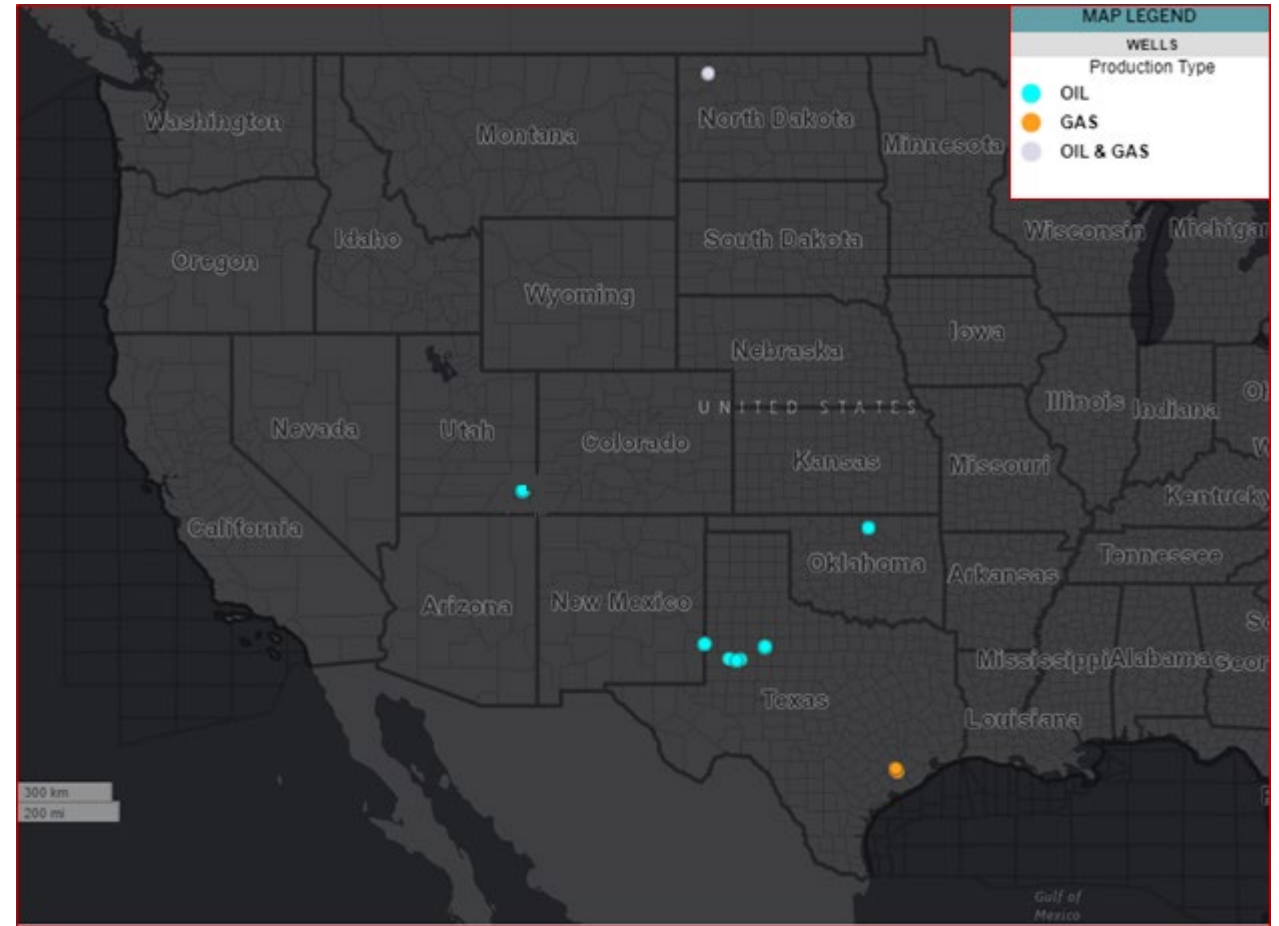 MAP LEGEND
WELLS
Production Type
OIL
GAS
OIL & GAS
Washington
Montana
North Dakota
Minnesota
Oregon
Idaho
South Dakota
Wisconsin
Michigan
Wyoming
Iowa
Nebraska
UNITED STATES
Illinois
Indiana
Nevada
Utah
Colorado
Kansas
Missouri
Kentucky
California
Oklahoma
Tennessee
Arkansas
Arizona
New Mexico
Mississippi
Alabama
Geor
Texas
Louisiana
300 km
200 mi
Gulf of
Mexico